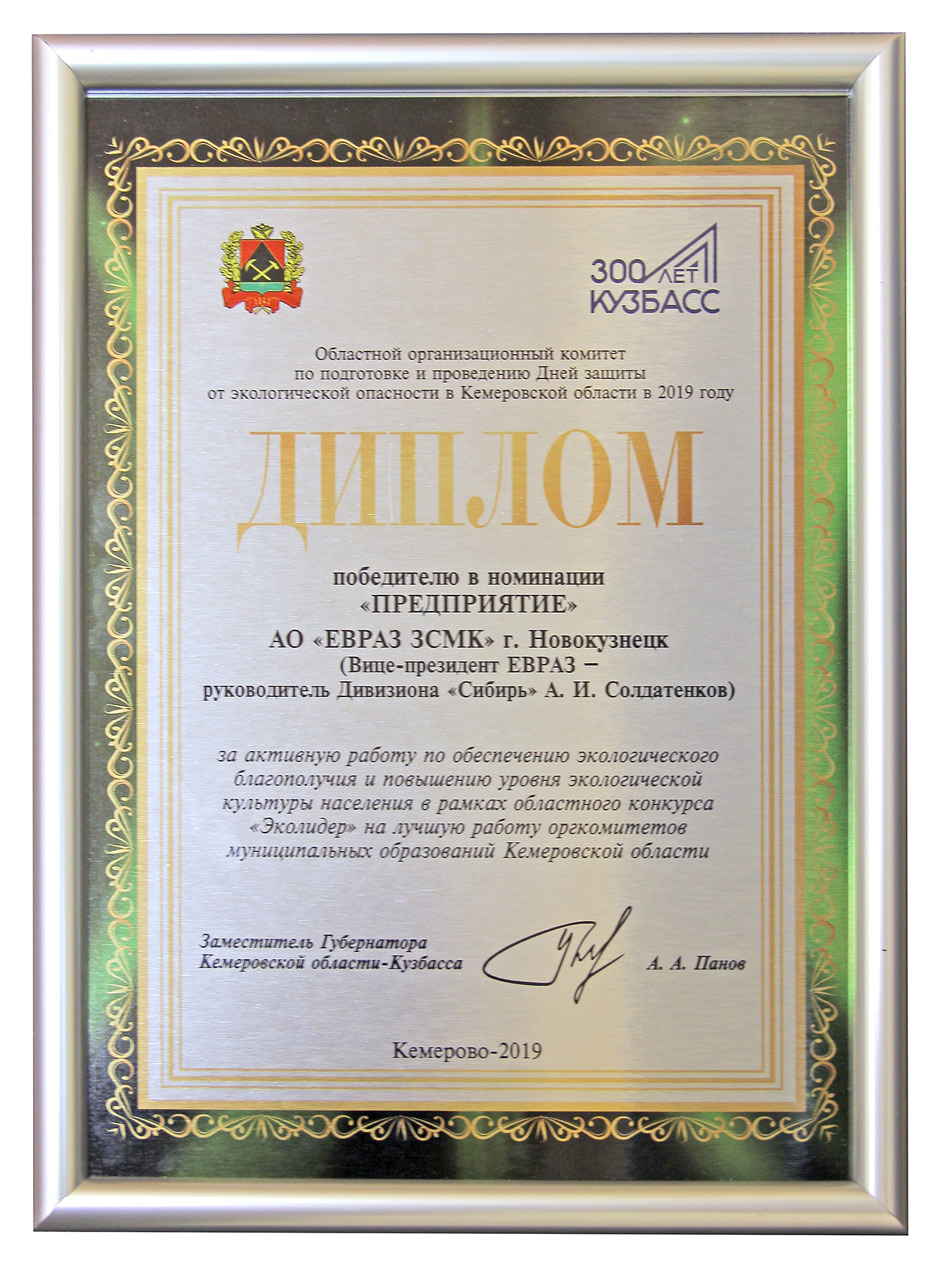 1943
300 ЛЕТ
КУЗБАСС
Областной организационный комитет
по подготовке и проведению Дней защиты
от экологической опасности в Кемеровской области в 2019 году
ДИПЛОМ
победителю в номинации
«ПРЕДПРИЯТИЕ»
АО «ЕВРАЗ ЗСМК» г. Новокузнецк
(Вице-президент ЕВРАЗ –
руководитель Дивизиона «Сибирь» А. И. Солдатенков)
за активную работу по обеспечению экологического
благополучия и повышению уровня экологической
культуры населения в рамках областного конкурса
«Эколидер» на лучшую работу оргкомитетов
муниципальных образований Кемеровской области
Заместитель Губернатора
Кемеровской области-Кузбасса
А. А. Панов
Кемерово-2019